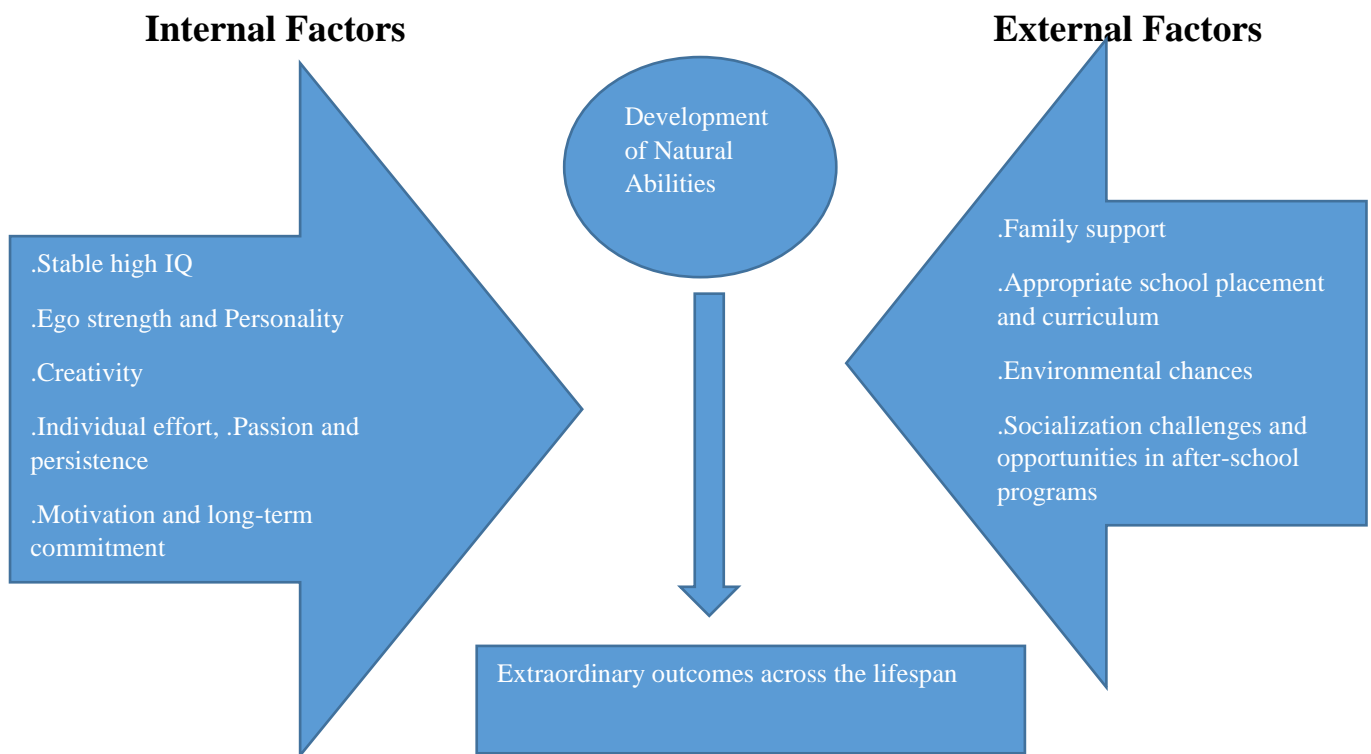 Internal Factors
External Factors
Development
of Natural
Abilities
.Stable high IQ
.Ego strength and Personality
.Creativity
.Individual effort, .Passion and
persistence
.Motivation and long-term
commitment
.Family support
.Appropriate school placement
and curriculum
.Environmental chances
.Socialization challenges and
opportunities in after-school
programs
Extraordinary outcomes across the lifespan